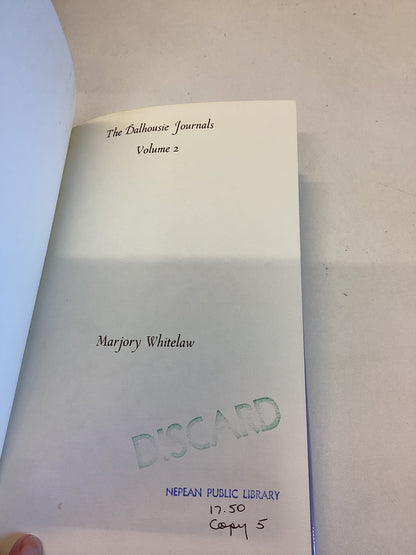 The Dalhousie Journals
Volume 2
Marjory Whitelaw
DISCARD
NEPEAN PUBLIC LIBRARY
17.50
Copy 5